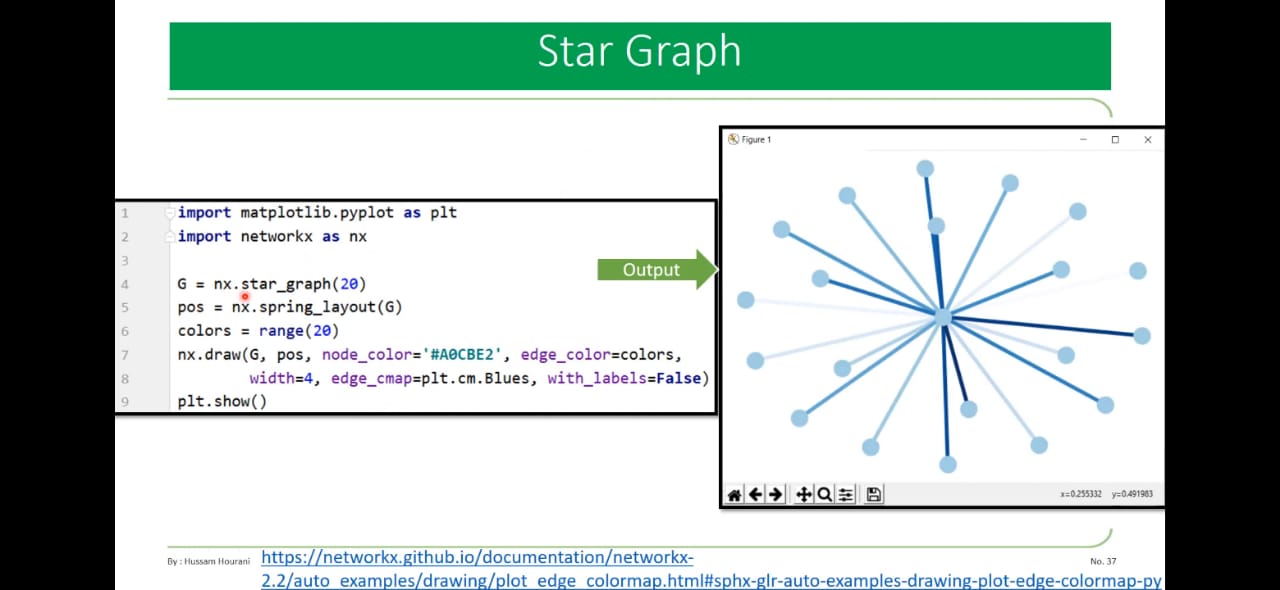 Star Graph
1 import matplotlib.pyplot as plt
2 import networkx as nx
3
4 G = nx.star_graph(20)
5 pos = nx.spring_layout(G)
6 colors = range(20)
7 nx.draw(G, pos, node_color='#A0CBE2', edge_color=colors,
8 width=4, edge_cmap=plt.cm.Blues, with_labels=False)
9 plt.show()
Output
Figure 1
x=0.255332 y=0.491983
By : Hussam Hourani
https://networkx.github.io/documentation/networkx-
2.2/auto_examples/drawing/plot_edge_colormap.html#sphx-glr-auto-examples-drawing-plot-edge-colormap-py
No. 37